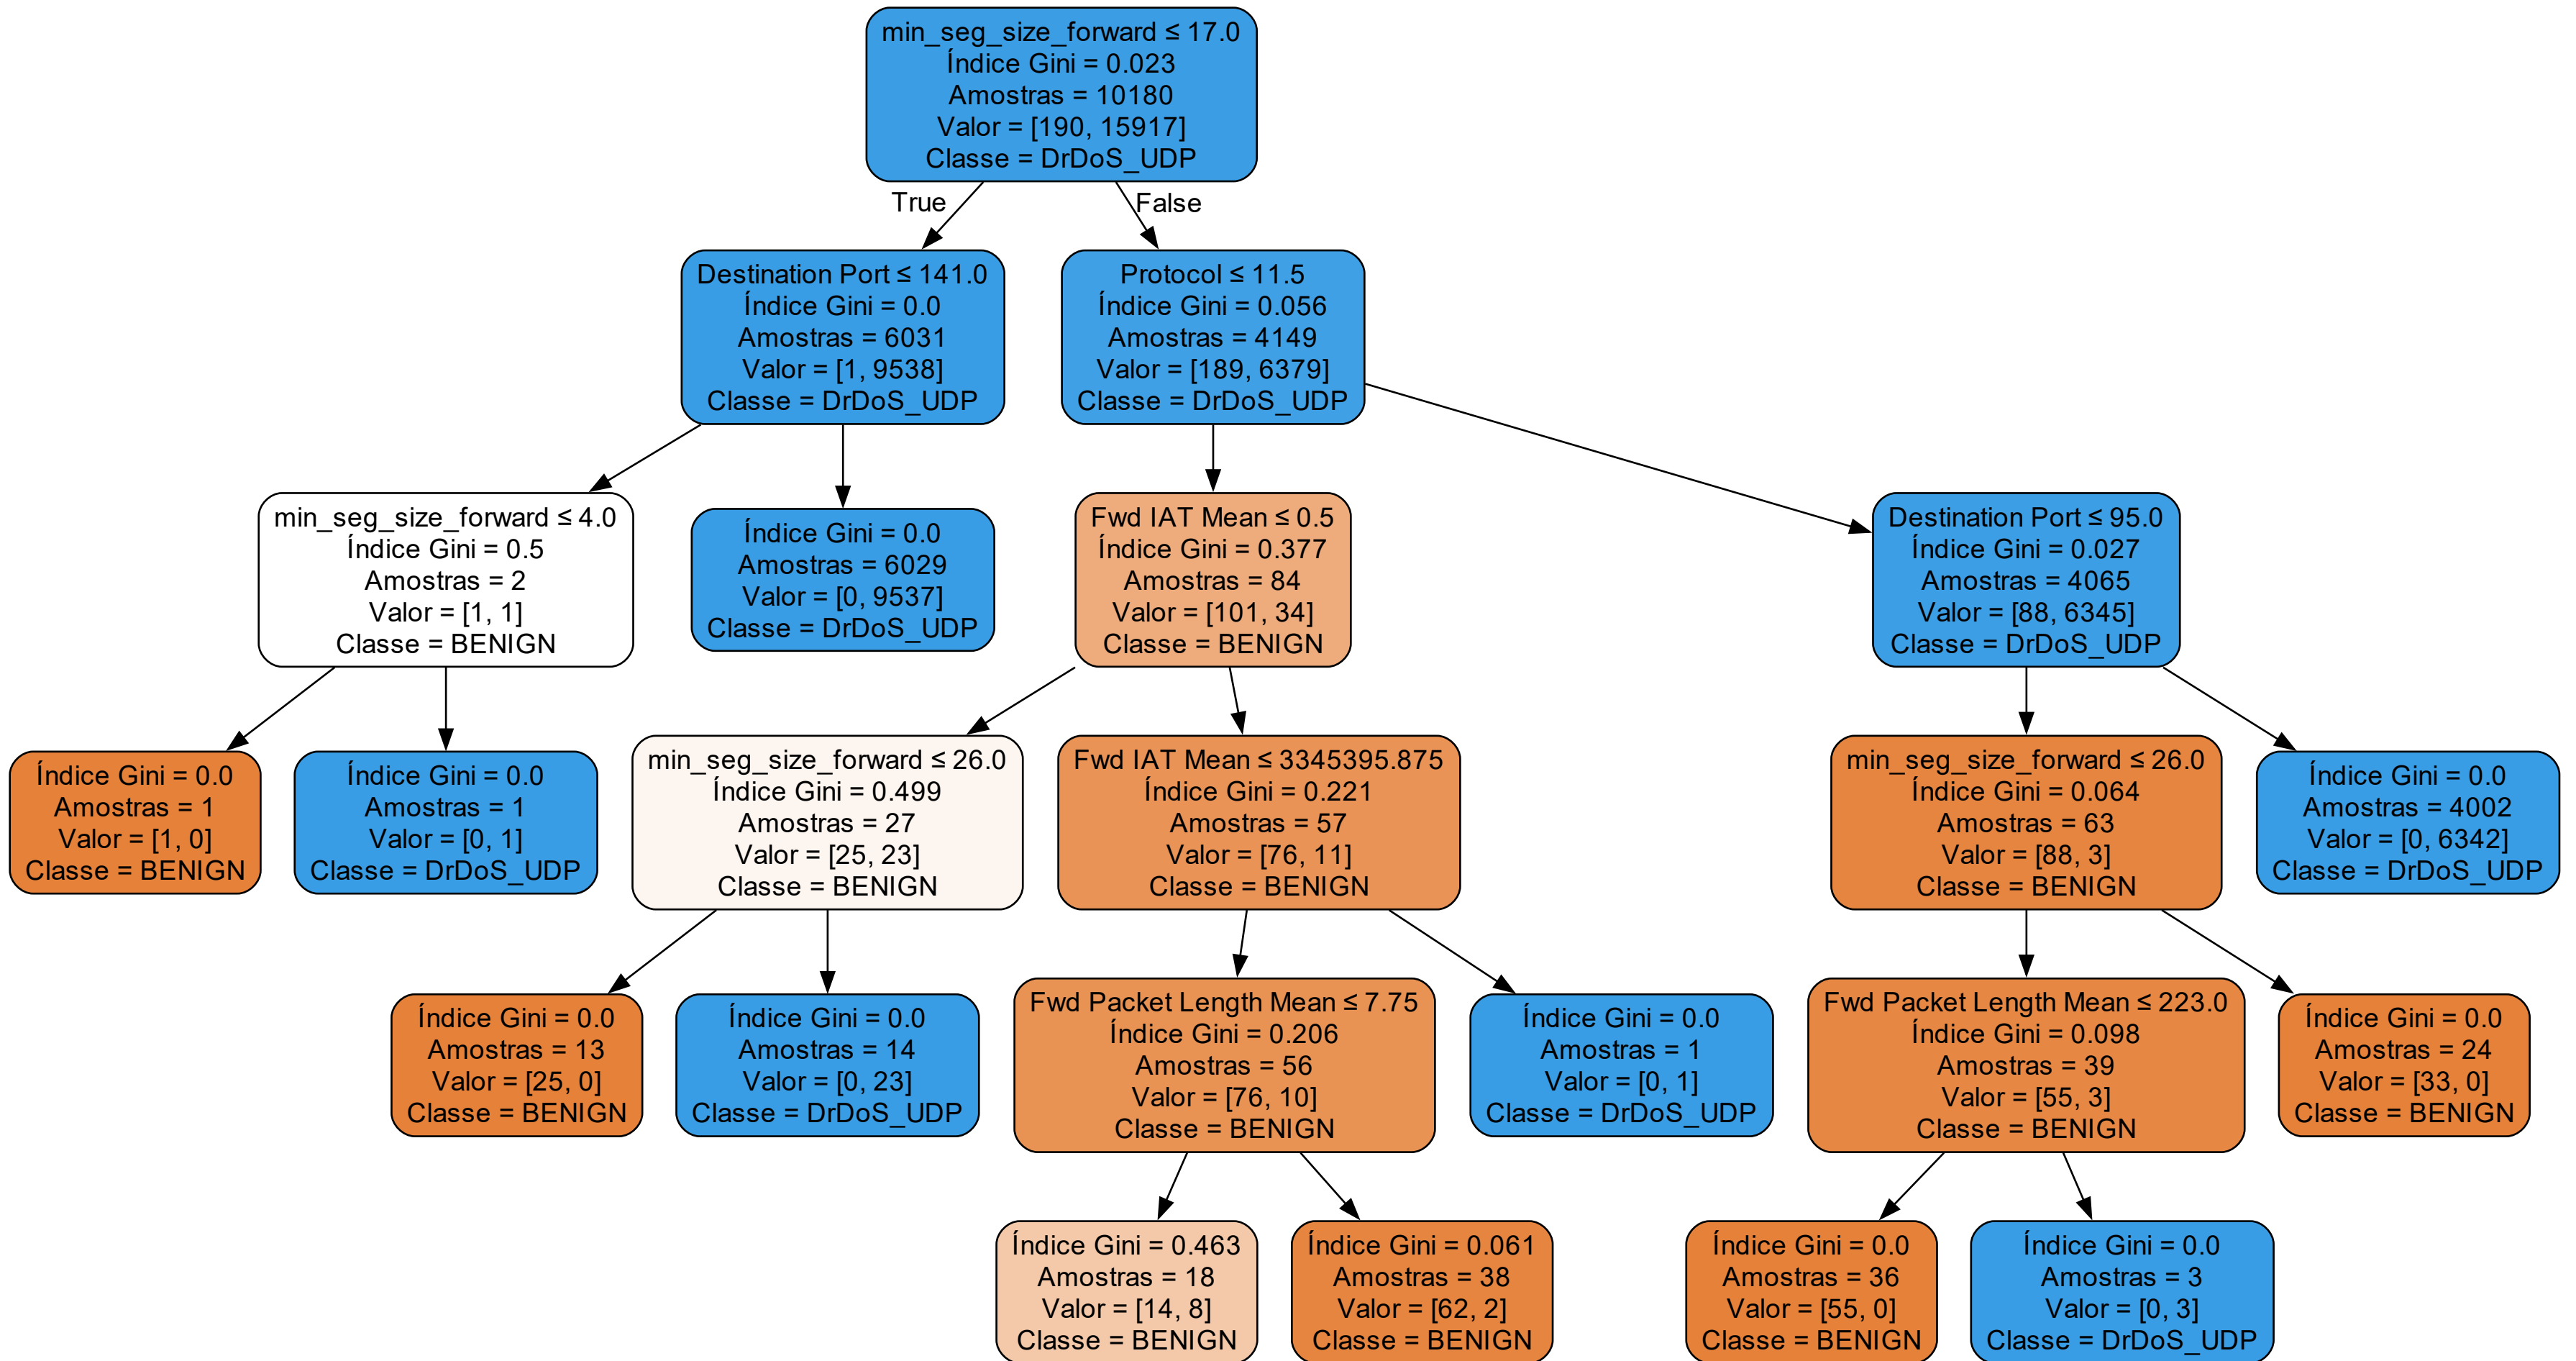 min_seg_size_forward ≤ 17.0
Índice Gini = 0.023
Amostras = 10180
Valor = [190, 15917]
Classe = DrDoS_UDP
True
False
Destination Port ≤ 141.0
Índice Gini = 0.0
Amostras = 6031
Valor = [1, 9538]
Classe = DrDoS_UDP
Protocol ≤ 11.5
Índice Gini = 0.056
Amostras = 4149
Valor = [189, 6379]
Classe = DrDoS_UDP
min_seg_size_forward ≤ 4.0
Índice Gini = 0.5
Amostras = 2
Valor = [1, 1]
Classe = BENIGN
Índice Gini = 0.0
Amostras = 6029
Valor = [0, 9537]
Classe = DrDoS_UDP
Fwd IAT Mean ≤ 0.5
Índice Gini = 0.377
Amostras = 84
Valor = [101, 34]
Classe = BENIGN
Destination Port ≤ 95.0
Índice Gini = 0.027
Amostras = 4065
Valor = [88, 6345]
Classe = DrDoS_UDP
Índice Gini = 0.0
Amostras = 1
Valor = [1, 0]
Classe = BENIGN
Índice Gini = 0.0
Amostras = 1
Valor = [0, 1]
Classe = DrDoS_UDP
min_seg_size_forward ≤ 26.0
Índice Gini = 0.499
Amostras = 27
Valor = [25, 23]
Classe = BENIGN
Fwd IAT Mean ≤ 3345395.875
Índice Gini = 0.221
Amostras = 57
Valor = [76, 11]
Classe = BENIGN
min_seg_size_forward ≤ 26.0
Índice Gini = 0.064
Amostras = 63
Valor = [88, 3]
Classe = BENIGN
Índice Gini = 0.0
Amostras = 4002
Valor = [0, 6342]
Classe = DrDoS_UDP
Índice Gini = 0.0
Amostras = 13
Valor = [25, 0]
Classe = BENIGN
Índice Gini = 0.0
Amostras = 14
Valor = [0, 23]
Classe = DrDoS_UDP
Fwd Packet Length Mean ≤ 7.75
Índice Gini = 0.206
Amostras = 56
Valor = [76, 10]
Classe = BENIGN
Índice Gini = 0.0
Amostras = 1
Valor = [0, 1]
Classe = DrDoS_UDP
Fwd Packet Length Mean ≤ 223.0
Índice Gini = 0.098
Amostras = 39
Valor = [55, 3]
Classe = BENIGN
Índice Gini = 0.0
Amostras = 24
Valor = [33, 0]
Classe = BENIGN
Índice Gini = 0.463
Amostras = 18
Valor = [14, 8]
Classe = BENIGN
Índice Gini = 0.061
Amostras = 38
Valor = [62, 2]
Classe = BENIGN
Índice Gini = 0.0
Amostras = 36
Valor = [55, 0]
Classe = BENIGN
Índice Gini = 0.0
Amostras = 3
Valor = [0, 3]
Classe = DrDoS_UDP